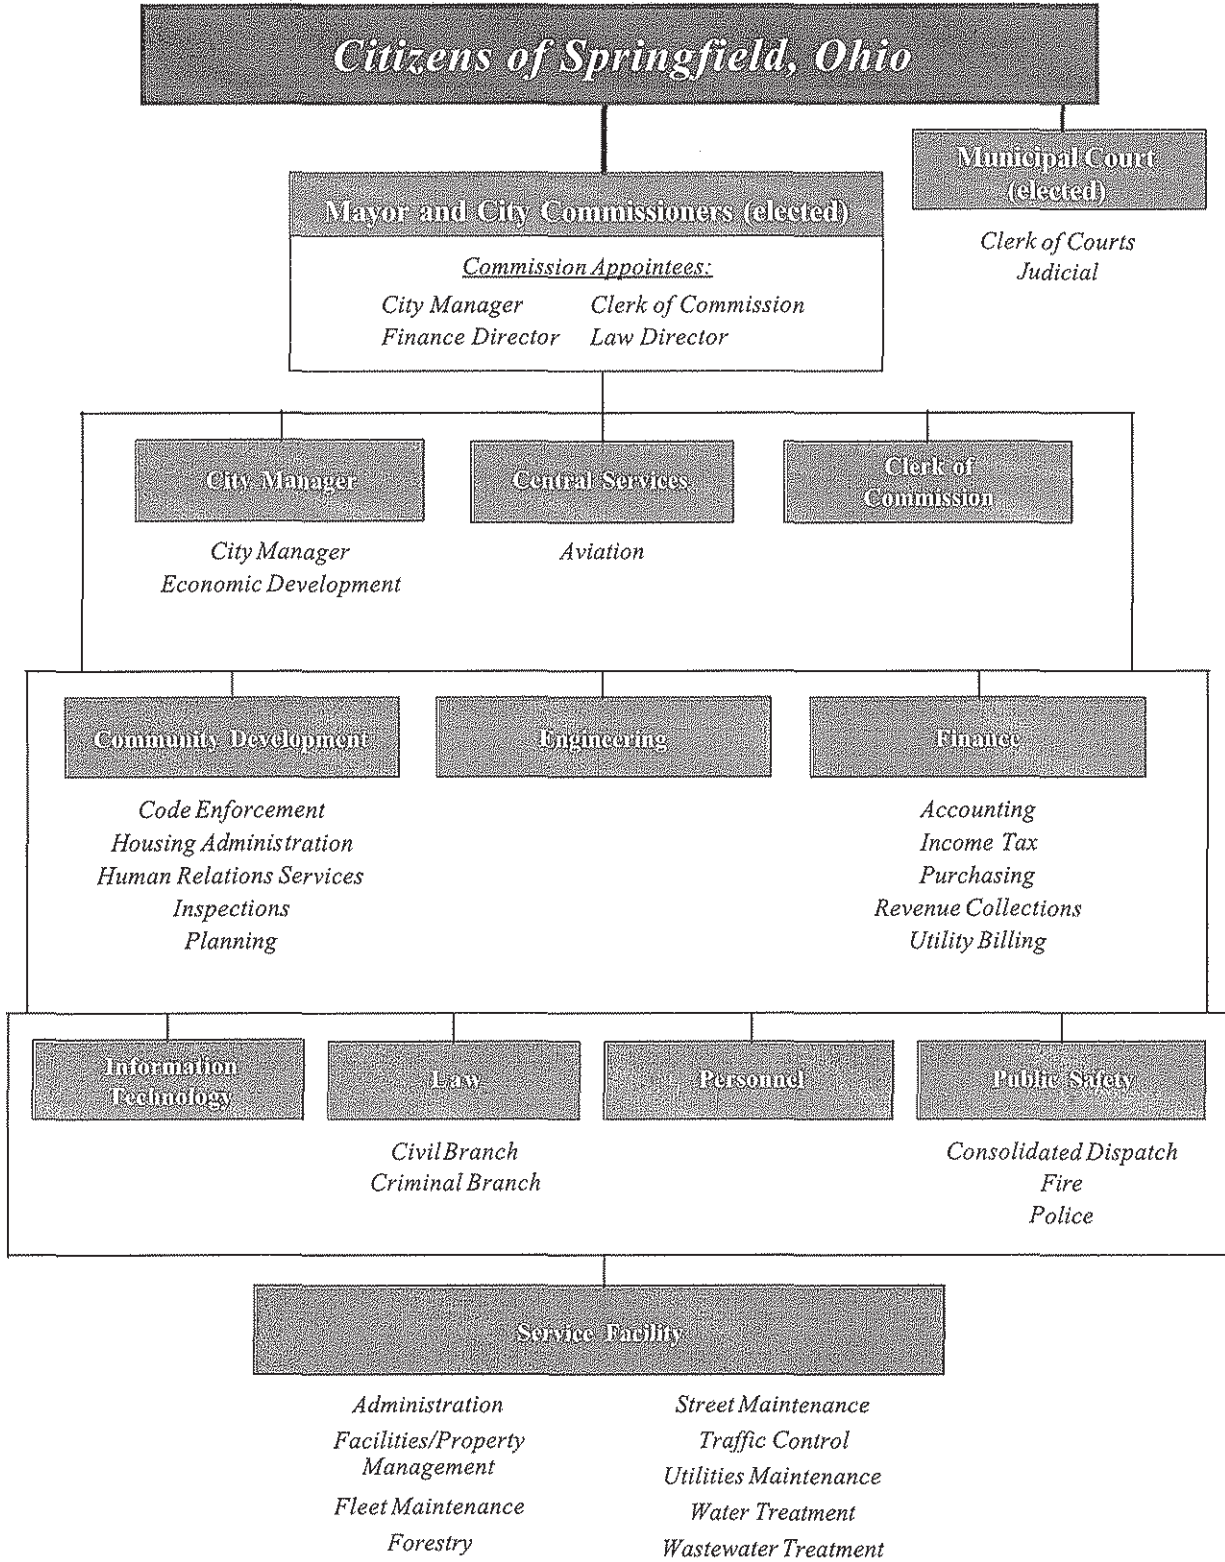 Citizens of Springfield, Ohio
Municipal Court
(elected)
Clerk of Courts
Judicial
Mayor and City Commissioners (elected)
Commission Appointees:
City Manager Clerk of Commission
Finance Director Law Director
City Manager
City Manager
Economic Development
Central Services
Aviation
Clerk of
Commission
Community Development
Code Enforcement
Housing Administration
Human Relations Services
Inspections
Planning
Engineering
Finance
Accounting
Income Tax
Purchasing
Revenue Collections
Utility Billing
Information
Technology
Law
Civil Branch
Criminal Branch
Personnel
Public Safety
Consolidated Dispatch
Fire
Police
Service Facility
Administration
Facilities/Property
Management
Fleet Maintenance
Forestry
Street Maintenance
Traffic Control
Utilities Maintenance
Water Treatment
Wastewater Treatment